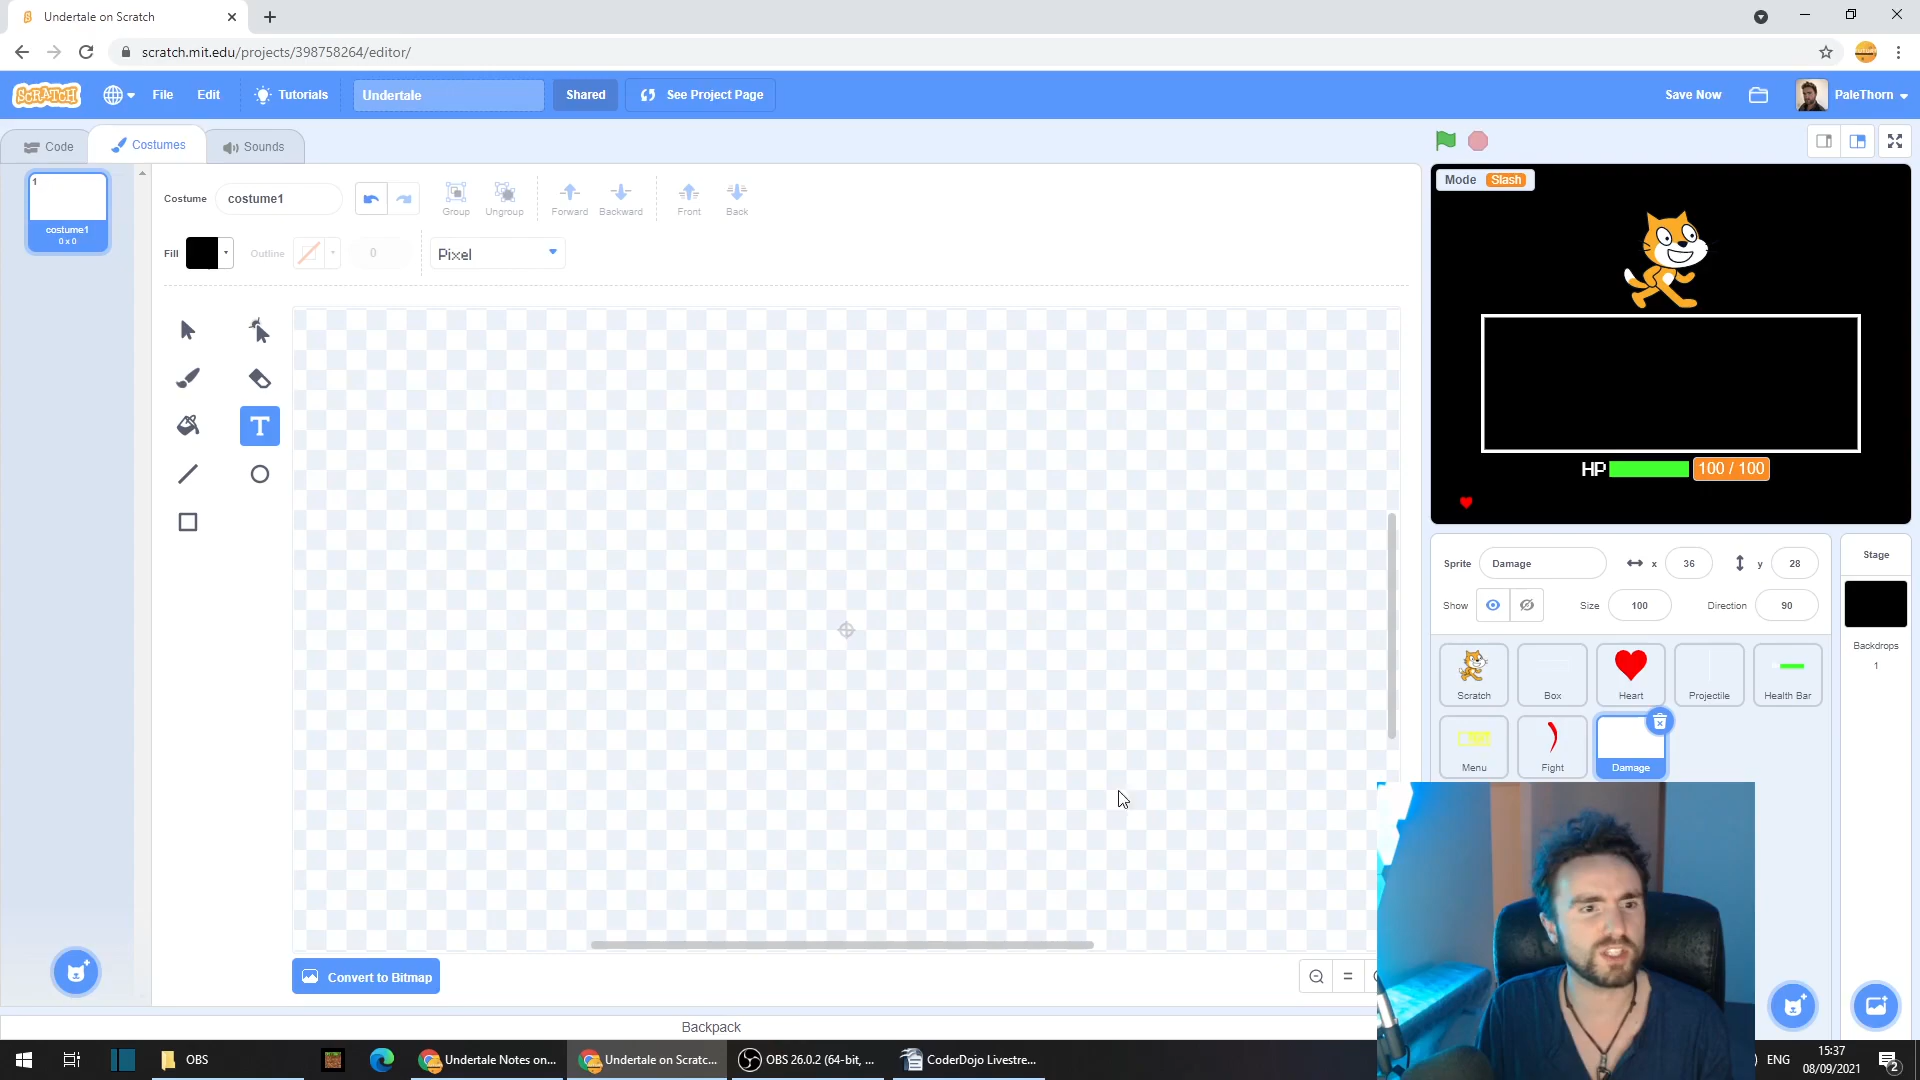 Undertale on Scratch
scratch.mit.edu/projects/398758264/editor/
SCRATCH
File
Edit
Tutorials
Undertale
Shared
See Project Page
Save Now
PaleThorn
Code
Costumes
Sounds
1
costume1
0 x 0
Costume
costume1
Group
Ungroup
Forward
Backward
Front
Back
Fill
Outline
0
Pixel
T
Convert to Bitmap
Backpack
Mode Slash
HP 100 / 100
Sprite
Damage
x
36
y
28
Show
Size
100
Direction
90
Scratch
Box
Heart
Projectile
Health Bar
Menu
Fight
Damage
Stage
Backdrops
1
OBS
Undertale Notes on...
Undertale on Scratc...
OBS 26.0.2 (64-bit, ...
CoderDojo Livestre...
ENG
15:37
08/09/2021
2